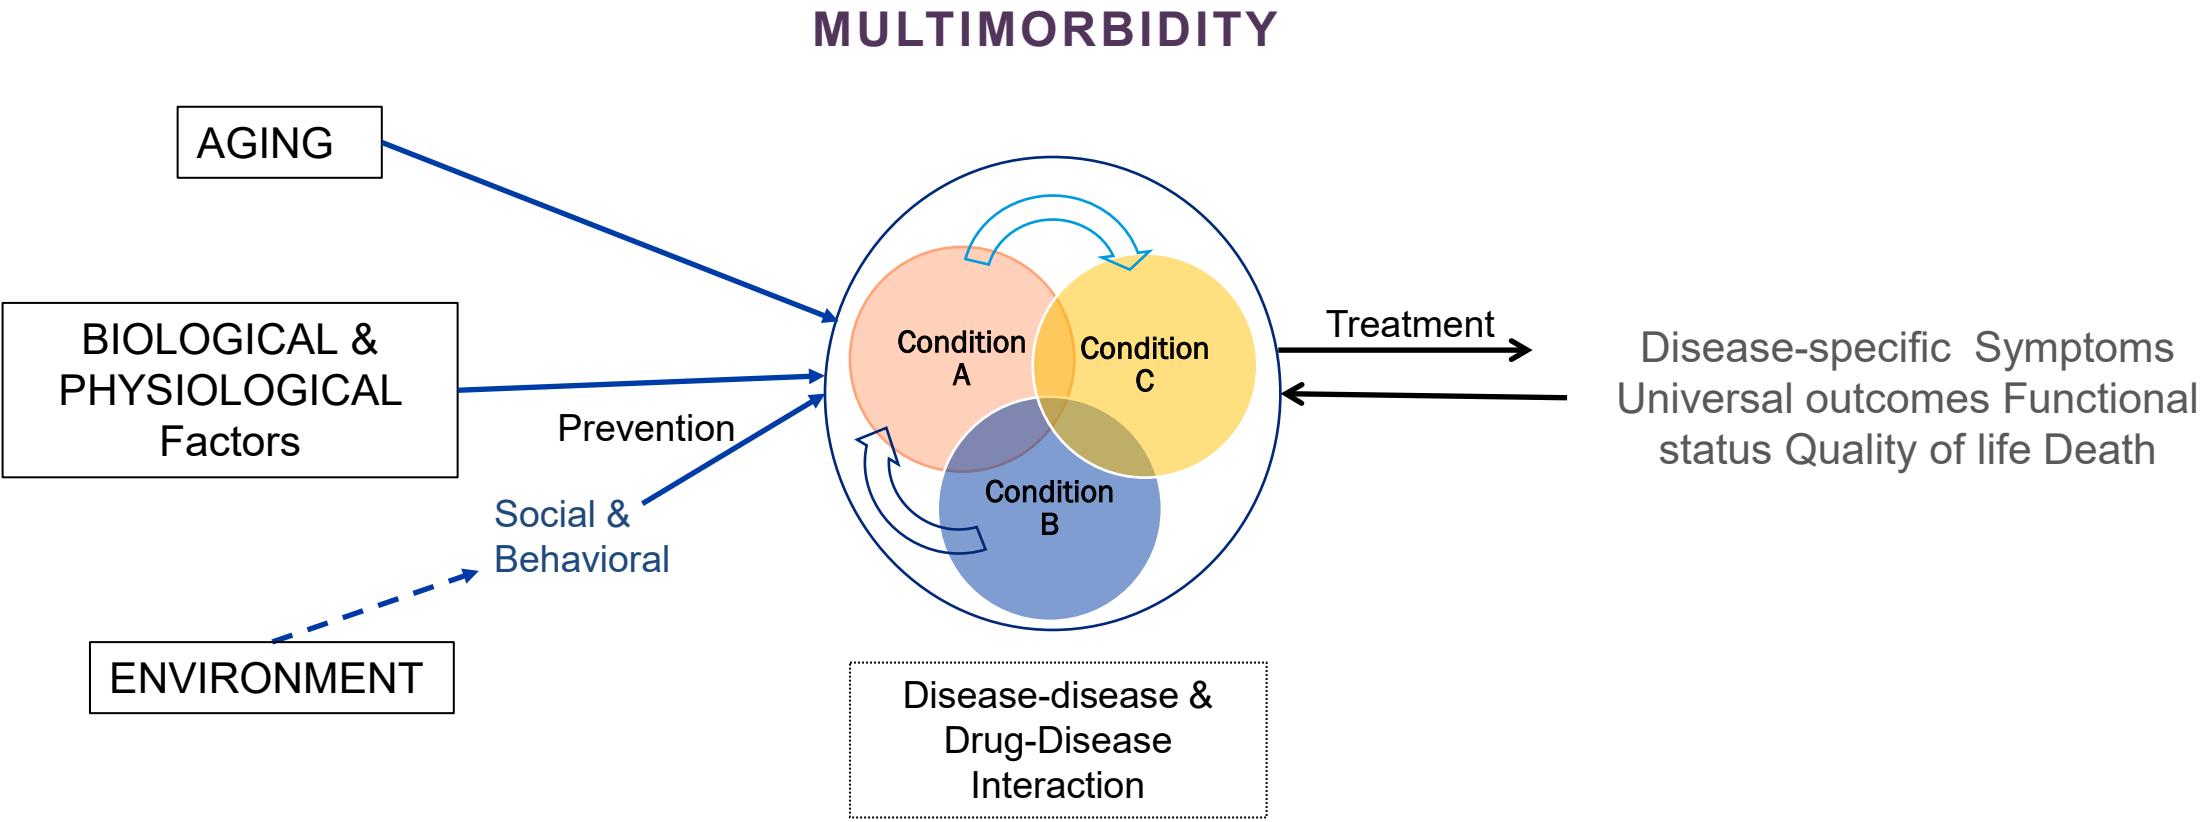 MULTIMORBIDITY
AGING
BIOLOGICAL &
PHYSIOLOGICAL
Factors
Prevention
Social &
Behavioral
ENVIRONMENT
Condition
A
Condition
C
Condition
B
Disease-disease &
Drug-Disease
Interaction
Treatment
Disease-specific Symptoms
Universal outcomes Functional
status Quality of life Death